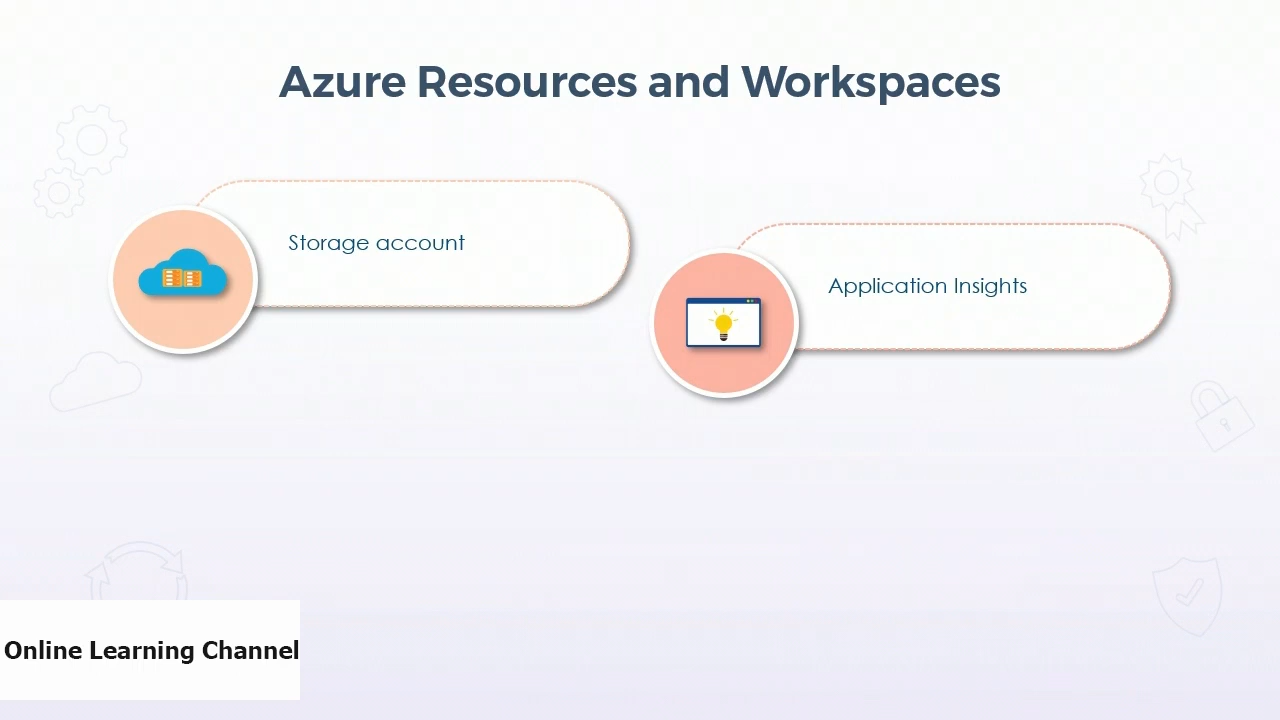 Azure Resources and Workspaces
Storage account
Application Insights
Online Learning Channel